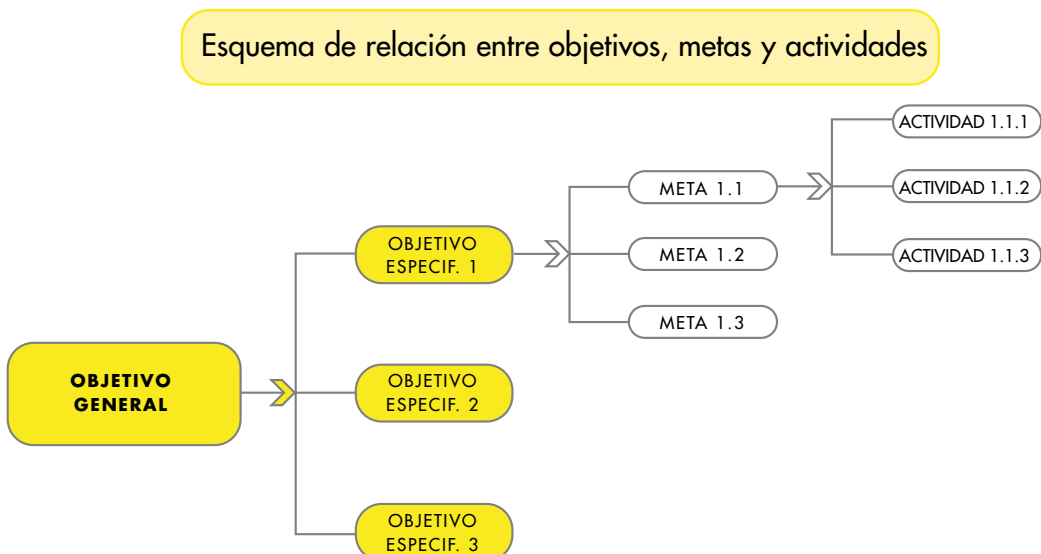 Esquema de relación entre objetivos, metas y actividades
OBJETIVO
GENERAL
OBJETIVO
ESPECIF. 1
OBJETIVO
ESPECIF. 2
OBJETIVO
ESPECIF. 3
META 1.1
META 1.2
META 1.3
ACTIVIDAD 1.1.1
ACTIVIDAD 1.1.2
ACTIVIDAD 1.1.3